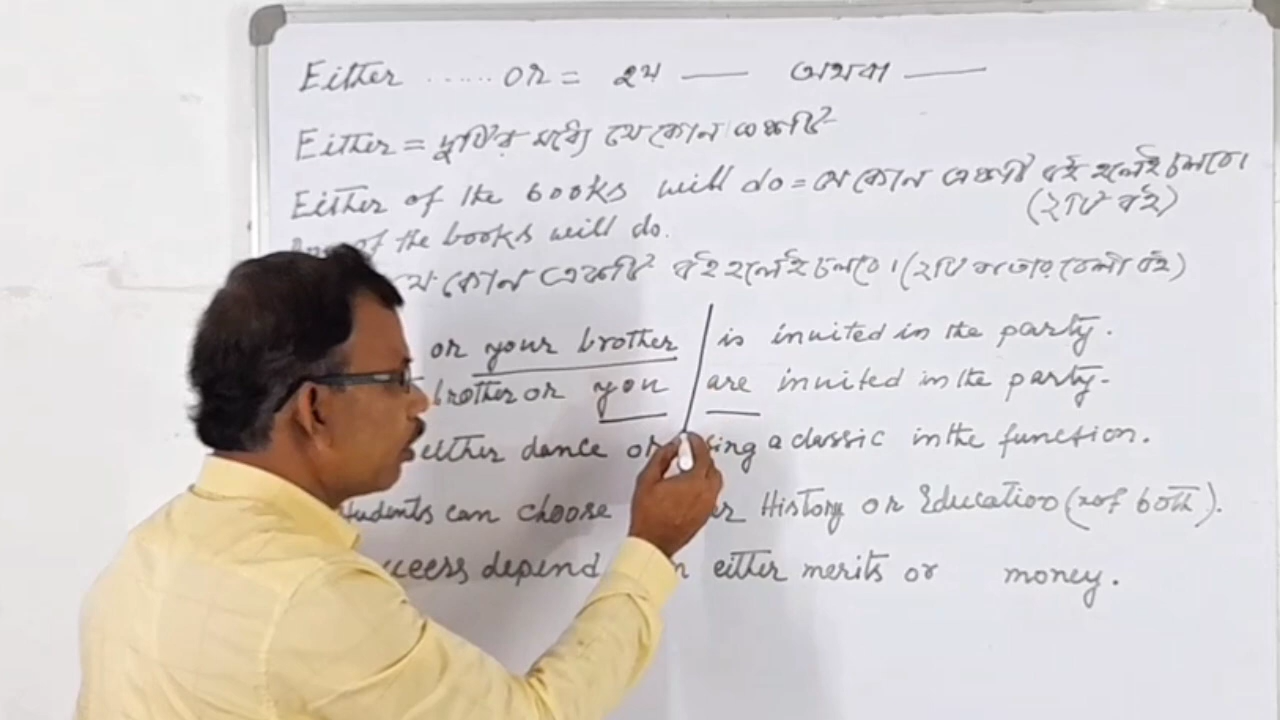 Either ...... or = হয় — অথবা —
Either = দুটির মধ্যে যে কোন একটি
Either of the books will do = যে কোন একটি বই হলেই চলবে।
(২টি বই)
of the books will do.
যে কোন একটি বই হলেই চলবে। (২টি বা তার বেশী বই)
or your brother is invited in the party.
brother or you are invited in the party.
either dance or sing a classic in the function.
students can choose History or Education (not both).
depend either merits or money.